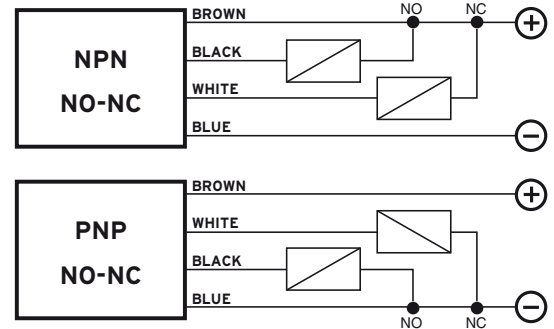 NO NC
BROWN
+
BLACK
NPN
WHITE
NO-NC
BLUE
−
BROWN
+
WHITE
PNP
BLACK
NO-NC
BLUE
−
NO NC